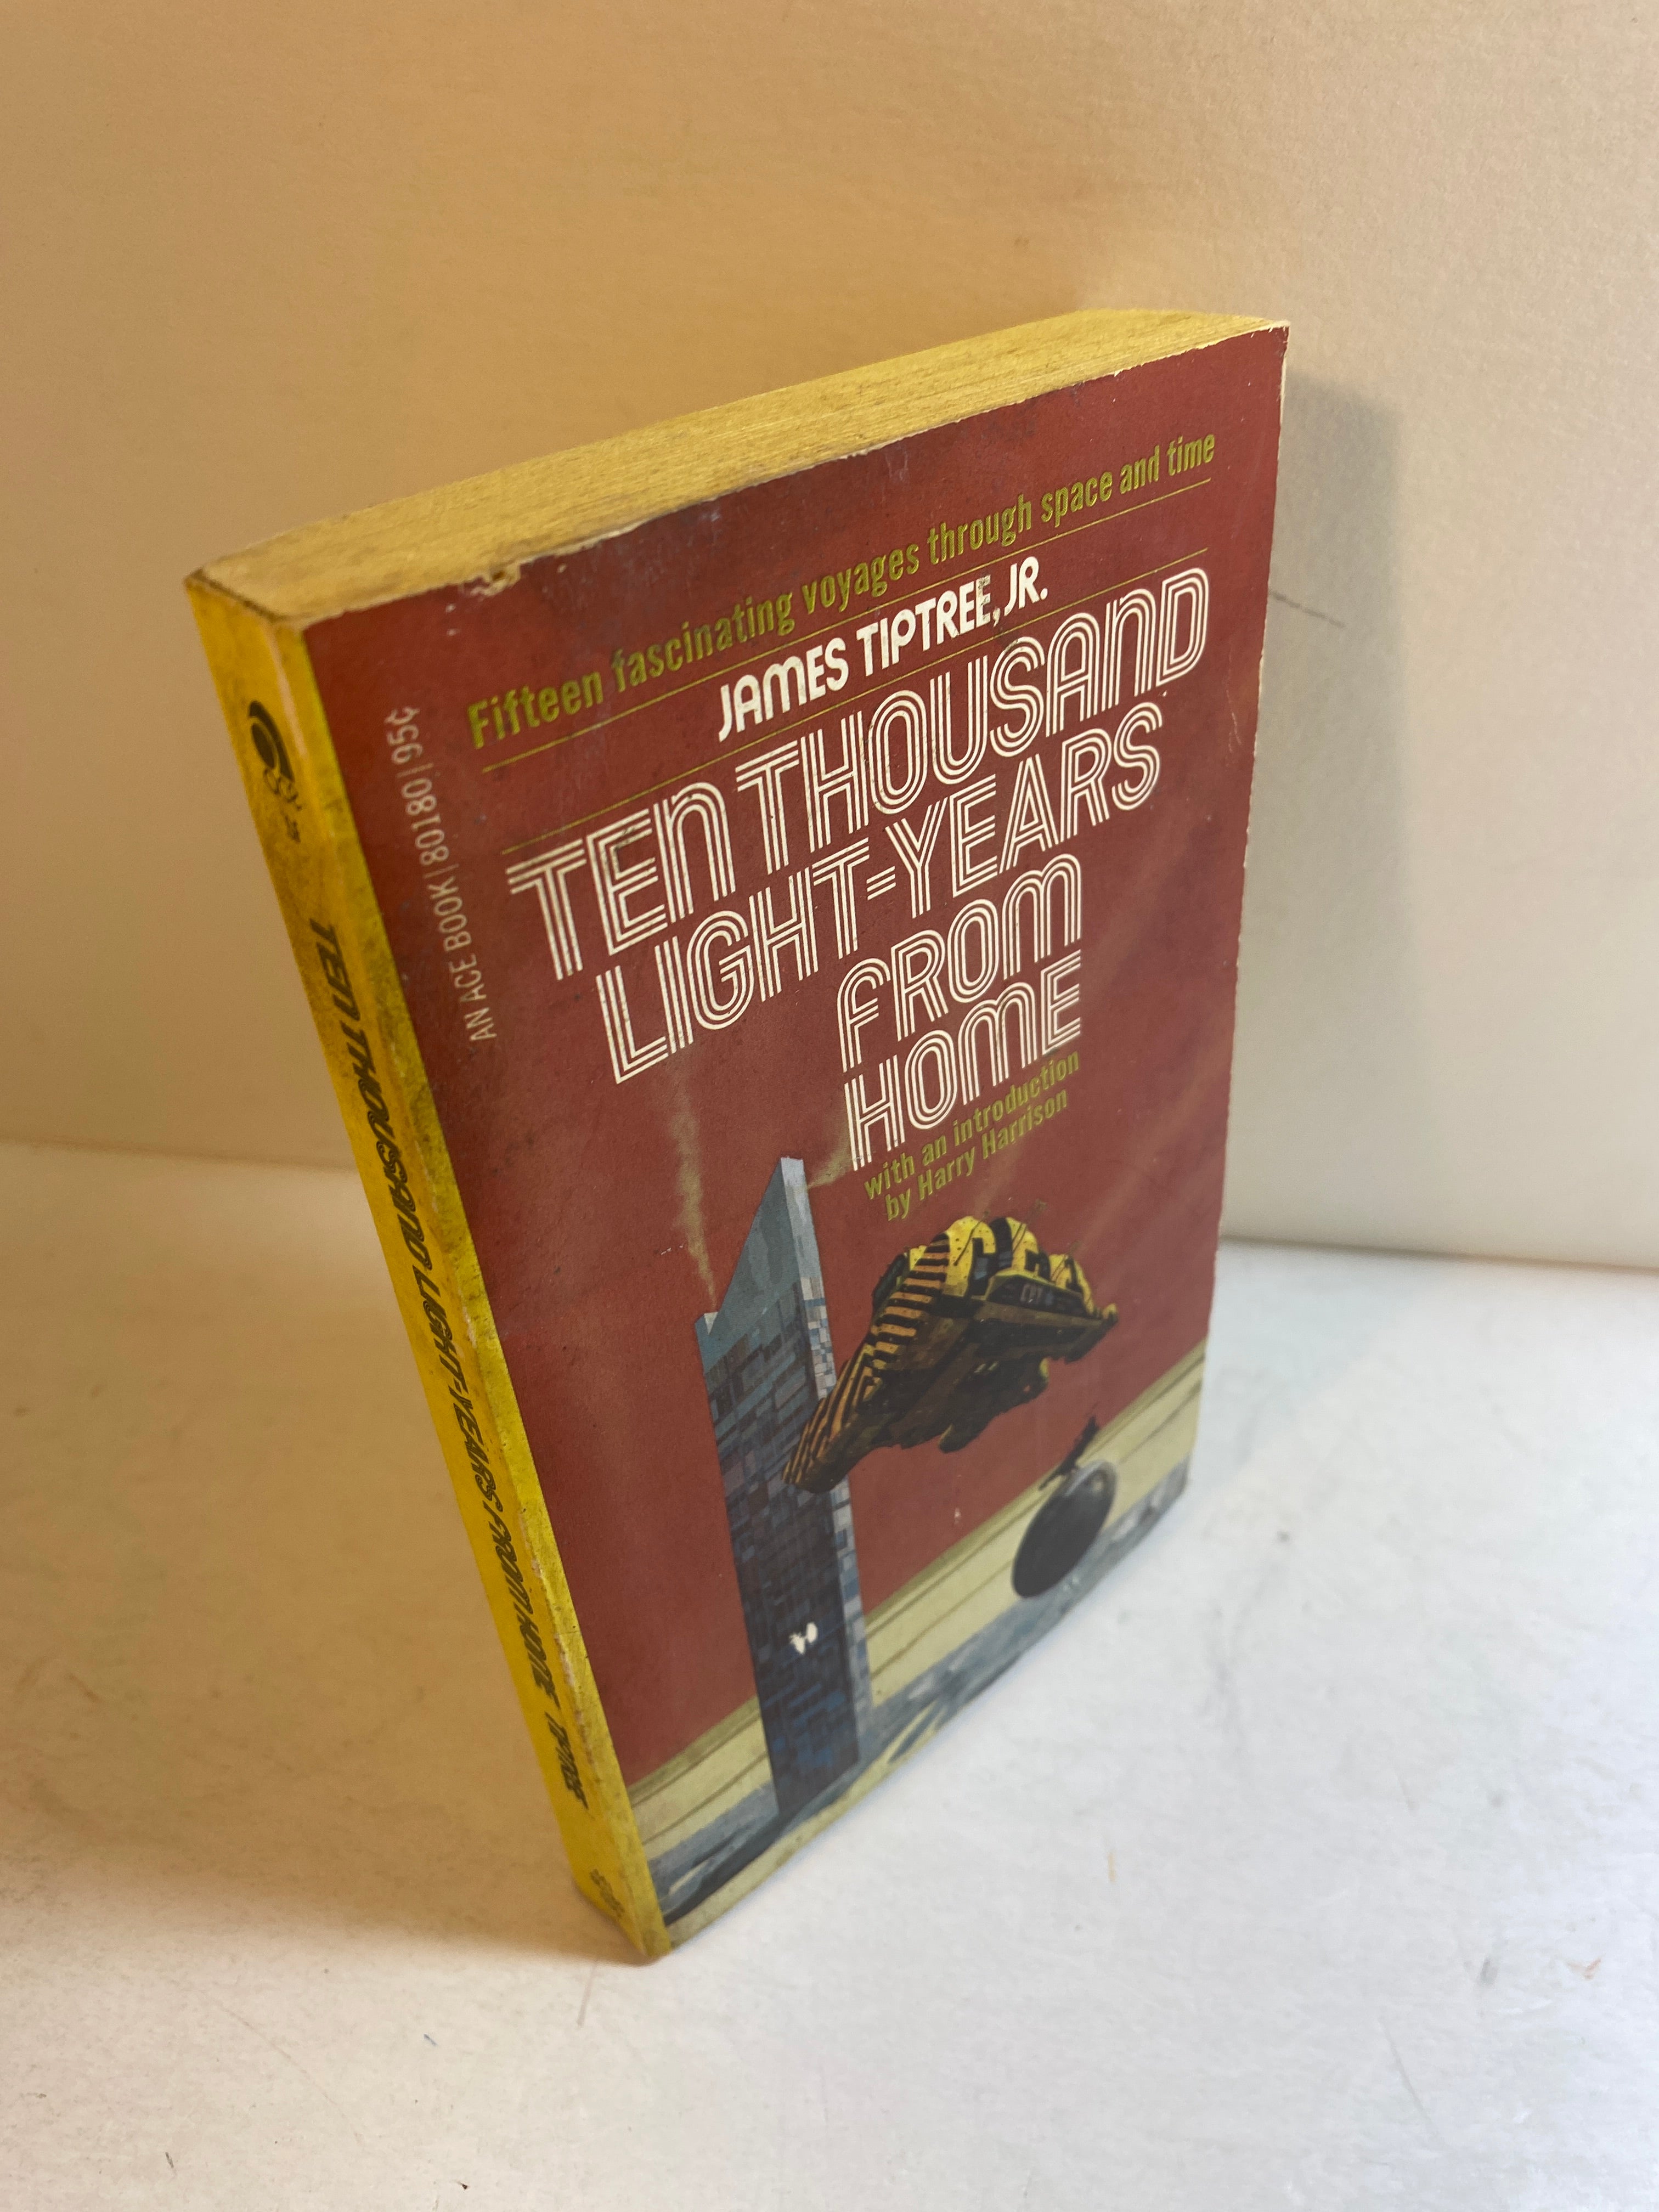 Fifteen fascinating voyages through space and time
JAMES TIPTREE, JR.
TEN THOUSAND
LIGHT-YEARS
FROM
HOME
with an introduction
by Harry Harrison
AN ACE BOOK | 80180 | 95¢
TEN THOUSAND LIGHT-YEARS FROM HOME